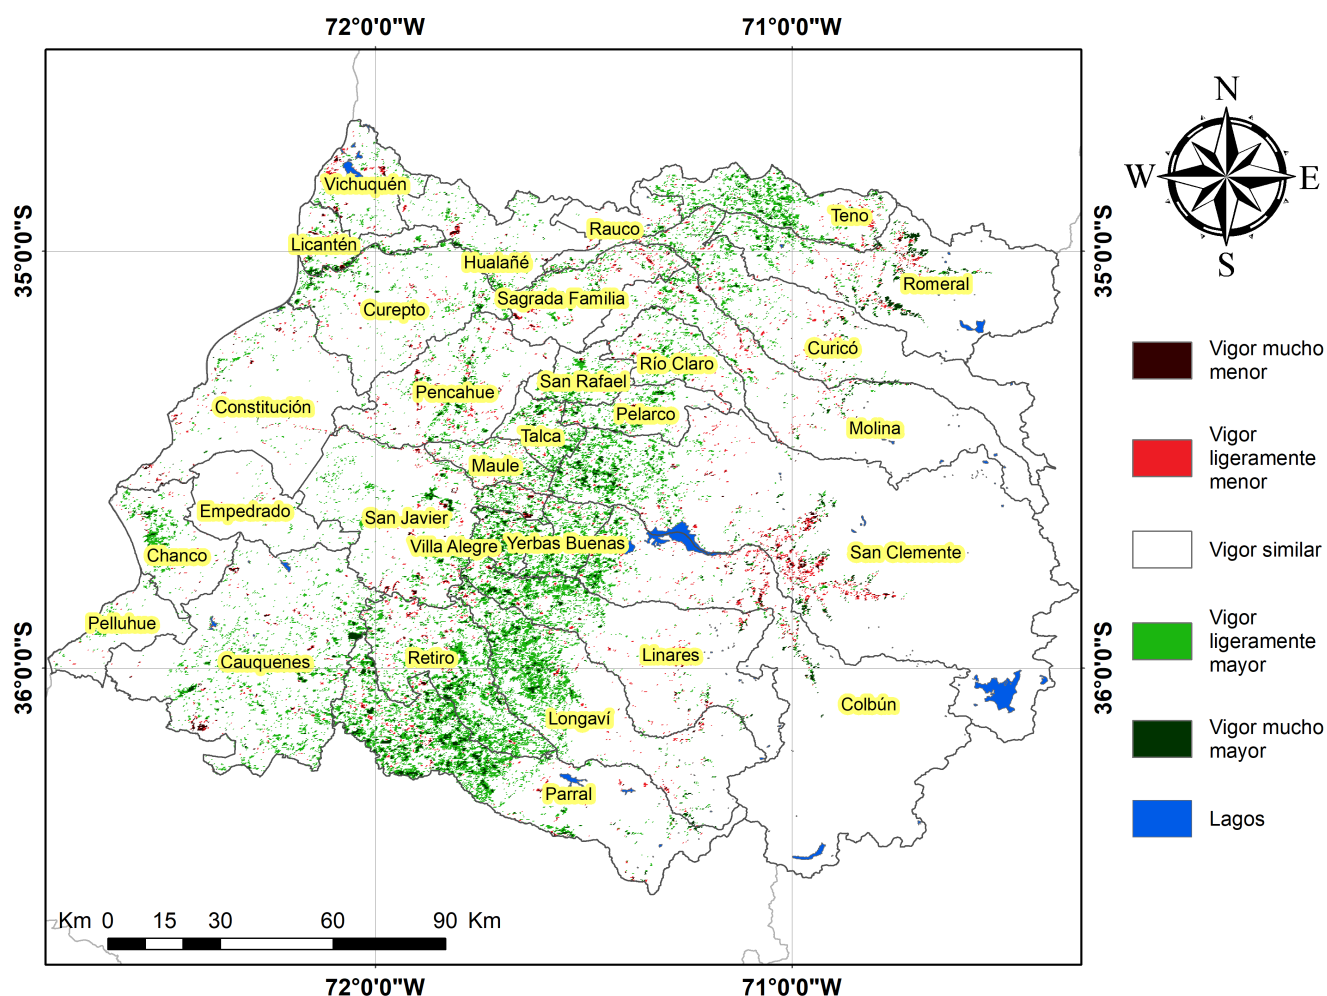 72°0'0"W
71°0'0"W
35°0'0"S
35°0'0"S
36°0'0"S
36°0'0"S
72°0'0"W
71°0'0"W
N
W
E
S
Vichuquén
Teno
Rauco
Licantén
Hualañé
Romeral
Sagrada Familia
Curepto
Curicó
Río Claro
San Rafael
Pencahue
Constitución
Pelarco
Molina
Talca
Maule
Empedrado
San Javier
Villa Alegre
Yerbas Buenas
San Clemente
Chanco
Pelluhue
Cauquenes
Retiro
Linares
Colbún
Longaví
Parral
Km 0 15 30 60 90 Km
Vigor mucho
menor
Vigor
ligeramente
menor
Vigor similar
Vigor
ligeramente
mayor
Vigor mucho
mayor
Lagos